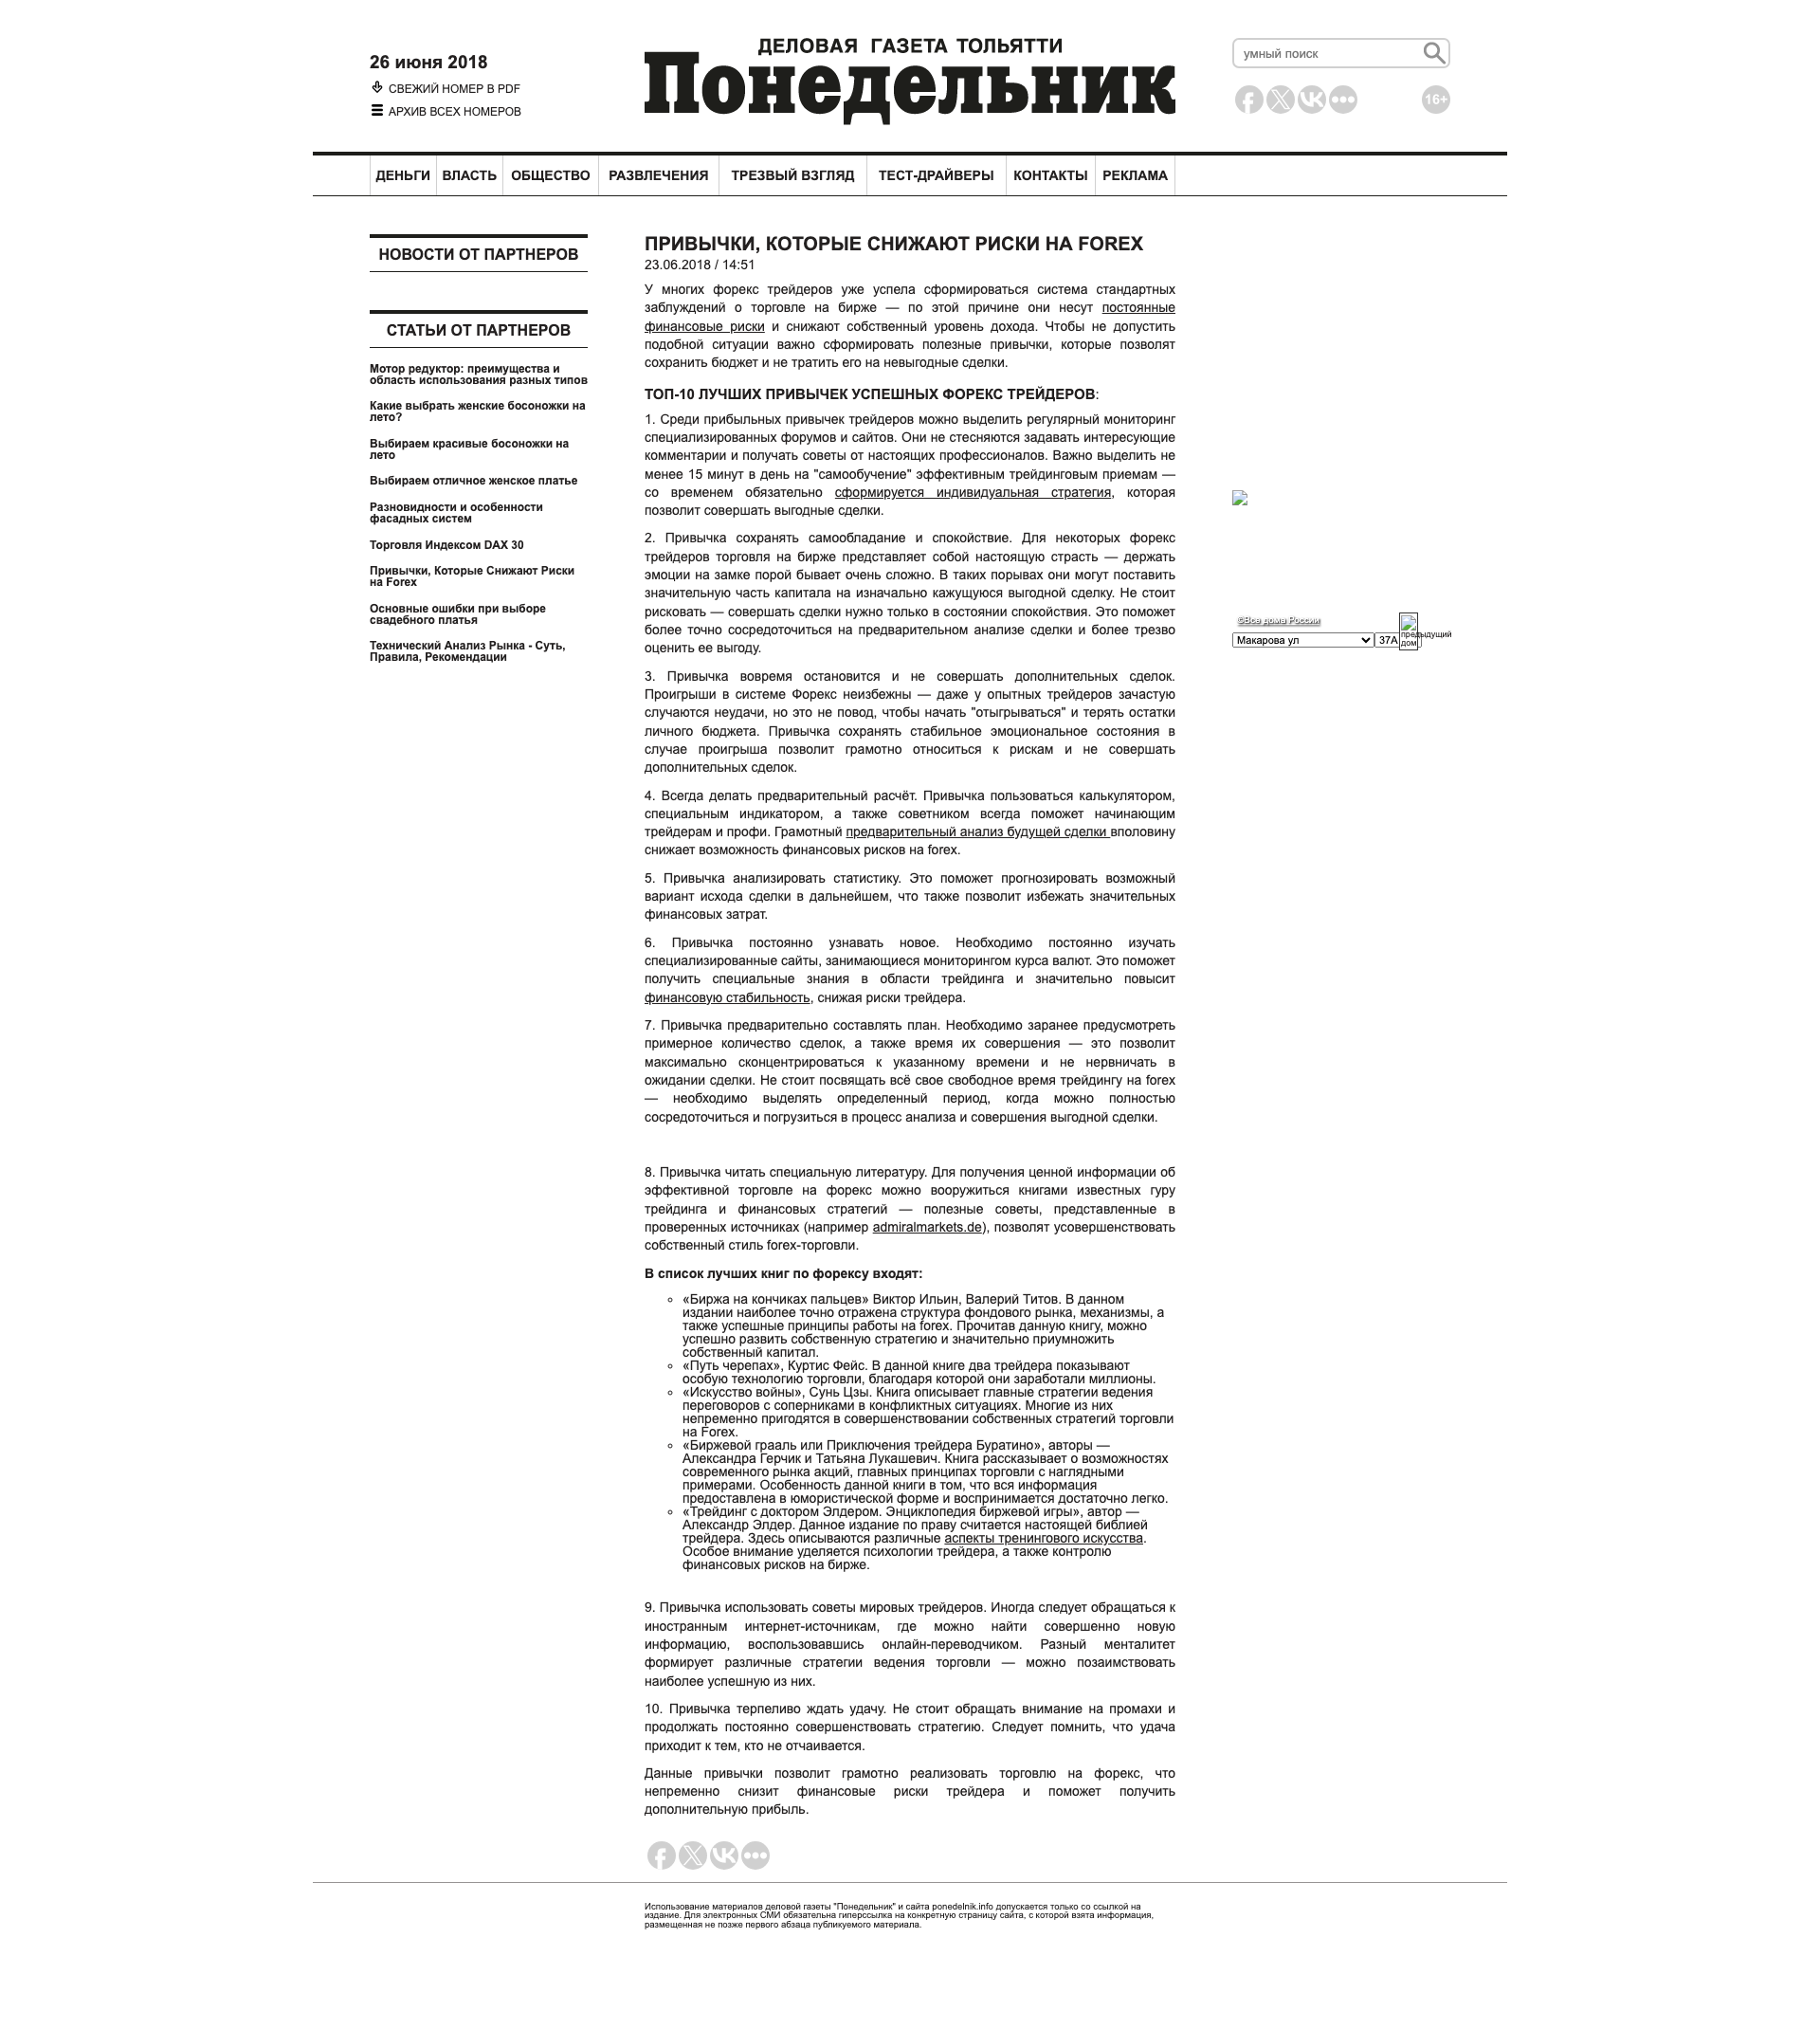 26 июня 2018
СВЕЖИЙ НОМЕР В PDF
АРХИВ ВСЕХ НОМЕРОВ
ДЕЛОВАЯ ГАЗЕТА ТОЛЬЯТТИ
Понедельник
умный поиск
16+
ДЕНЬГИ ВЛАСТЬ ОБЩЕСТВО РАЗВЛЕЧЕНИЯ ТРЕЗВЫЙ ВЗГЛЯД ТЕСТ-ДРАЙВЕРЫ КОНТАКТЫ РЕКЛАМА
НОВОСТИ ОТ ПАРТНЕРОВ
СТАТЬИ ОТ ПАРТНЕРОВ
Мотор редуктор: преимущества и
область использования разных типов
Какие выбрать женские босоножки на
лето?
Выбираем красивые босоножки на
лето
Выбираем отличное женское платье
Разновидности и особенности
фасадных систем
Торговля Индексом DAX 30
Привычки, Которые Снижают Риски
на Forex
Основные ошибки при выборе
свадебного платья
Технический Анализ Рынка - Суть,
Правила, Рекомендации
ПРИВЫЧКИ, КОТОРЫЕ СНИЖАЮТ РИСКИ НА FOREX
23.06.2018 / 14:51
У многих форекс трейдеров уже успела сформироваться система стандартных
заблуждений о торговле на бирже — по этой причине они несут постоянные
финансовые риски и снижают собственный уровень дохода. Чтобы не допустить
подобной ситуации важно сформировать полезные привычки, которые позволят
сохранить бюджет и не тратить его на невыгодные сделки.
ТОП-10 ЛУЧШИХ ПРИВЫЧЕК УСПЕШНЫХ ФОРЕКС ТРЕЙДЕРОВ:
1. Среди прибыльных привычек трейдеров можно выделить регулярный мониторинг
специализированных форумов и сайтов. Они не стесняются задавать интересующие
комментарии и получать советы от настоящих профессионалов. Важно выделить не
менее 15 минут в день на "самообучение" эффективным трейдинговым приемам —
со временем обязательно сформируется индивидуальная стратегия, которая
позволит совершать выгодные сделки.
2. Привычка сохранять самообладание и спокойствие. Для некоторых форекс
трейдеров торговля на бирже представляет собой настоящую страсть — держать
эмоции на замке порой бывает очень сложно. В таких порывах они могут поставить
значительную часть капитала на изначально кажущуюся выгодной сделку. Не стоит
рисковать — совершать сделки нужно только в состоянии спокойствия. Это поможет
более точно сосредоточиться на предварительном анализе сделки и более трезво
оценить ее выгоду.
3. Привычка вовремя остановится и не совершать дополнительных сделок.
Проигрыши в системе Форекс неизбежны — даже у опытных трейдеров зачастую
случаются неудачи, но это не повод, чтобы начать "отыгрываться" и терять остатки
личного бюджета. Привычка сохранять стабильное эмоциональное состояния в
случае проигрыша позволит грамотно относиться к рискам и не совершать
дополнительных сделок.
4. Всегда делать предварительный расчёт. Привычка пользоваться калькулятором,
специальным индикатором, а также советником всегда поможет начинающим
трейдерам и профи. Грамотный предварительный анализ будущей сделки вполовину
снижает возможность финансовых рисков на forex.
5. Привычка анализировать статистику. Это поможет прогнозировать возможный
вариант исхода сделки в дальнейшем, что также позволит избежать значительных
финансовых затрат.
6. Привычка постоянно узнавать новое. Необходимо постоянно изучать
специализированные сайты, занимающиеся мониторингом курса валют. Это поможет
получить специальные знания в области трейдинга и значительно повысит
финансовую стабильность, снижая риски трейдера.
7. Привычка предварительно составлять план. Необходимо заранее предусмотреть
примерное количество сделок, а также время их совершения — это позволит
максимально сконцентрироваться к указанному времени и не нервничать в
ожидании сделки. Не стоит посвящать всё свое свободное время трейдингу на forex
— необходимо выделять определенный период, когда можно полностью
сосредоточиться и погрузиться в процесс анализа и совершения выгодной сделки.
8. Привычка читать специальную литературу. Для получения ценной информации об
эффективной торговле на форекс можно вооружиться книгами известных гуру
трейдинга и финансовых стратегий — полезные советы, представленные в
проверенных источниках (например admiralmarkets.de), позволят усовершенствовать
собственный стиль forex-торговли.
В список лучших книг по форексу входят:
«Биржа на кончиках пальцев» Виктор Ильин, Валерий Титов. В данном
издании наиболее точно отражена структура фондового рынка, механизмы, а
также успешные принципы работы на forex. Прочитав данную книгу, можно
успешно развить собственную стратегию и значительно приумножить
собственный капитал.
«Путь черепах», Куртис Фейс. В данной книге два трейдера показывают
особую технологию торговли, благодаря которой они заработали миллионы.
«Искусство войны», Сунь Цзы. Книга описывает главные стратегии ведения
переговоров с соперниками в конфликтных ситуациях. Многие из них
непременно пригодятся в совершенствовании собственных стратегий торговли
на Forex.
«Биржевой грааль или Приключения трейдера Буратино», авторы —
Александра Герчик и Татьяна Лукашевич. Книга рассказывает о возможностях
современного рынка акций, главных принципах торговли с наглядными
примерами. Особенность данной книги в том, что вся информация
предоставлена в юмористической форме и воспринимается достаточно легко.
«Трейдинг с доктором Элдером. Энциклопедия биржевой игры», автор —
Александр Элдер. Данное издание по праву считается настоящей библией
трейдера. Здесь описываются различные аспекты тренингового искусства.
Особое внимание уделяется психологии трейдера, а также контролю
финансовых рисков на бирже.
9. Привычка использовать советы мировых трейдеров. Иногда следует обращаться к
иностранным интернет-источникам, где можно найти совершенно новую
информацию, воспользовавшись онлайн-переводчиком. Разный менталитет
формирует различные стратегии ведения торговли — можно позаимствовать
наиболее успешную из них.
10. Привычка терпеливо ждать удачу. Не стоит обращать внимание на промахи и
продолжать постоянно совершенствовать стратегию. Следует помнить, что удача
приходит к тем, кто не отчаивается.
Данные привычки позволит грамотно реализовать торговлю на форекс, что
непременно снизит финансовые риски трейдера и поможет получить
дополнительную прибыль.
©Все дома России
Макарова ул 37А
предыдущий
дом
Использование материалов деловой газеты "Понедельник" и сайта ponedelnik.info допускается только со ссылкой на
издание. Для электронных СМИ обязательна гиперссылка на конкретную страницу сайта, с которой взята информация,
размещенная не позже первого абзаца публикуемого материала.